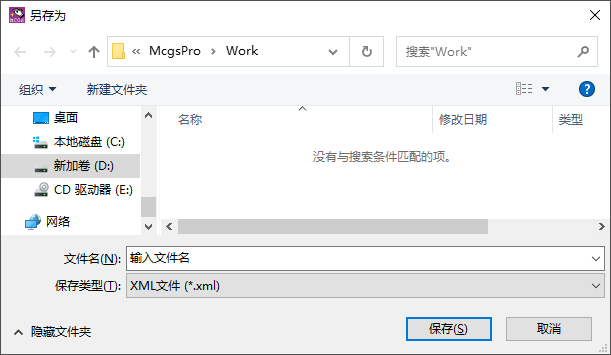 另存为
« McgsPro › Work
搜索"Work"
组织 新建文件夹
名称 修改日期 类型
没有与搜索条件匹配的项。
桌面
本地磁盘 (C:)
新加卷 (D:)
CD 驱动器 (E:)
网络
文件名(N): 输入文件名
保存类型(T): XML文件 (*.xml)
隐藏文件夹 保存(S) 取消